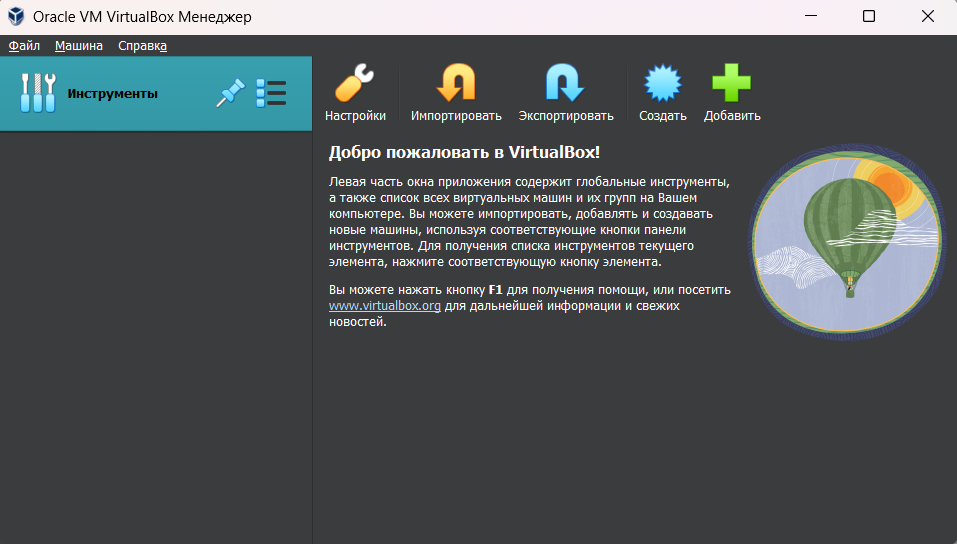 Oracle VM VirtualBox Менеджер
Файл Машина Справка
Инструменты
Настройки Импортировать Экспортировать Создать Добавить
Добро пожаловать в VirtualBox!
Левая часть окна приложения содержит глобальные инструменты,
а также список всех виртуальных машин и их групп на Вашем
компьютере. Вы можете импортировать, добавлять и создавать
новые машины, используя соответствующие кнопки панели
инструментов. Для получения списка инструментов текущего
элемента, нажмите соответствующую кнопку элемента.
Вы можете нажать кнопку F1 для получения помощи, или посетить
www.virtualbox.org для дальнейшей информации и свежих
новостей.